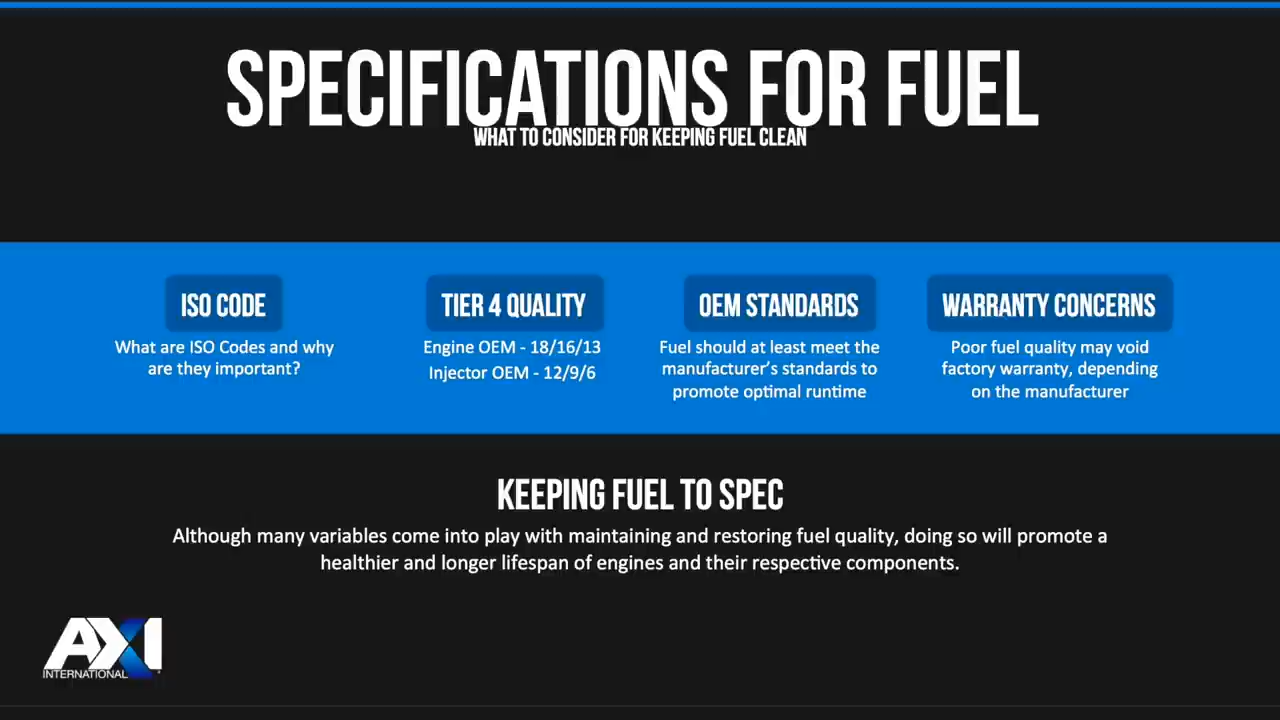 SPECIFICATIONS FOR FUEL
WHAT TO CONSIDER FOR KEEPING FUEL CLEAN
ISO CODE
What are ISO Codes and why
are they important?
TIER 4 QUALITY
Engine OEM - 18/16/13
Injector OEM - 12/9/6
OEM STANDARDS
Fuel should at least meet the
manufacturer's standards to
promote optimal runtime
WARRANTY CONCERNS
Poor fuel quality may void
factory warranty, depending
on the manufacturer
KEEPING FUEL TO SPEC
Although many variables come into play with maintaining and restoring fuel quality, doing so will promote a
healthier and longer lifespan of engines and their respective components.
AXI
INTERNATIONAL